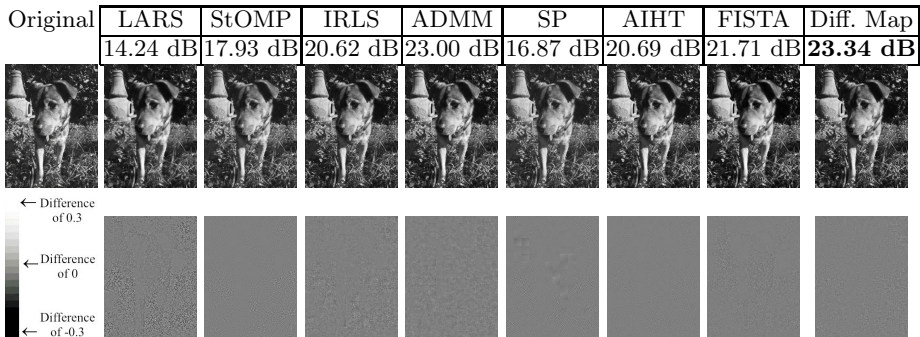 Original LARS StOMP IRLS ADMM SP AIHT FISTA Diff. Map
14.24 dB 17.93 dB 20.62 dB 23.00 dB 16.87 dB 20.69 dB 21.71 dB 23.34 dB
← Difference
of 0.3
← Difference
of 0
Difference
← of -0.3